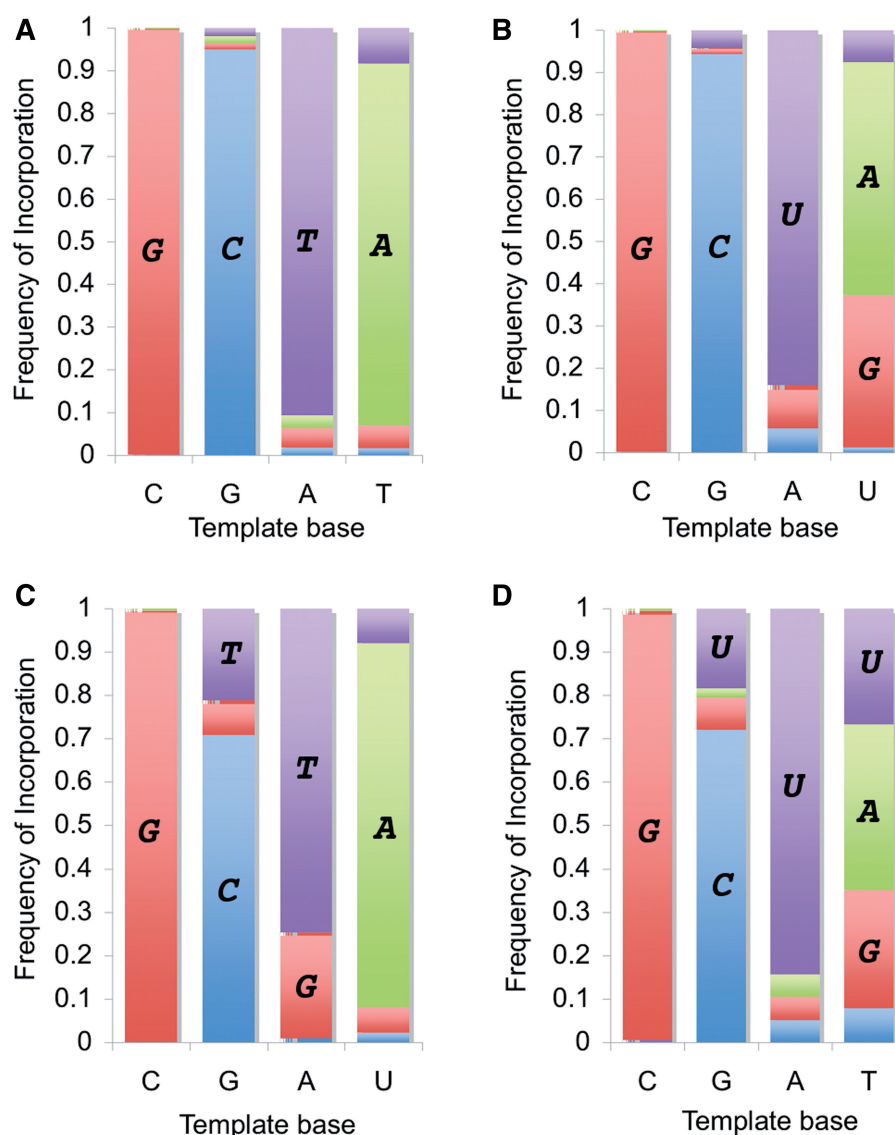 A
Frequency of Incorporation
1
0.9
0.8
0.7
0.6
0.5
0.4
0.3
0.2
0.1
0
G C T A
C G A T
Template base
B
Frequency of Incorporation
1
0.9
0.8
0.7
0.6
0.5
0.4
0.3
0.2
0.1
0
G C U A G
C G A U
Template base
C
Frequency of Incorporation
1
0.9
0.8
0.7
0.6
0.5
0.4
0.3
0.2
0.1
0
G T C T G A
C G A U
Template base
D
Frequency of Incorporation
1
0.9
0.8
0.7
0.6
0.5
0.4
0.3
0.2
0.1
0
G U C U U A G
C G A T
Template base